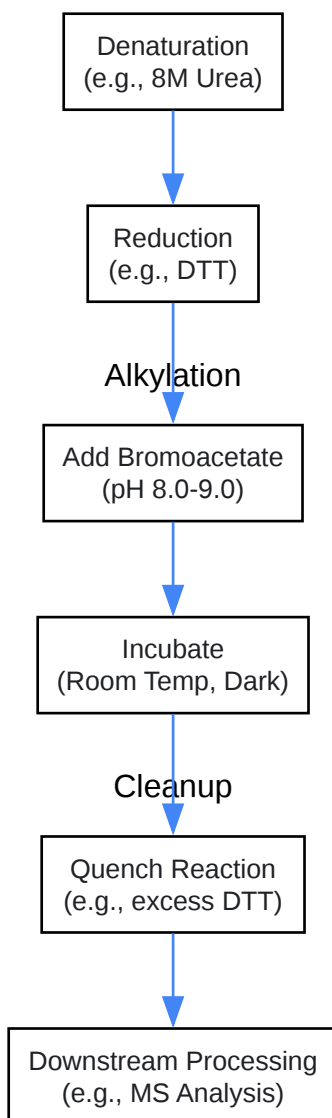 Denaturation
(e.g., 8M Urea)
Reduction
(e.g., DTT)
Alkylation
Add Bromoacetate
(pH 8.0-9.0)
Incubate
(Room Temp, Dark)
Cleanup
Quench Reaction
(e.g., excess DTT)
Downstream Processing
(e.g., MS Analysis)